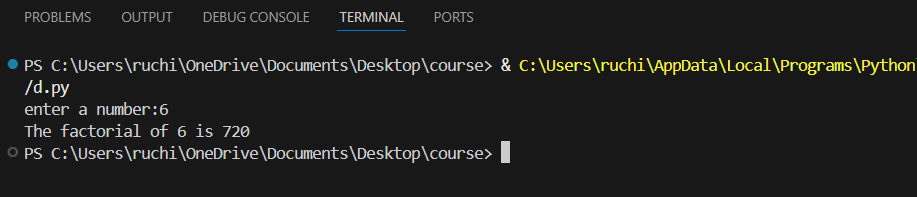 PROBLEMS OUTPUT DEBUG CONSOLE TERMINAL PORTS
PS C:\Users\ruchi\OneDrive\Documents\Desktop\course> & C:\Users\ruchi\AppData\Local\Programs\Python
/d.py
enter a number:6
The factorial of 6 is 720
PS C:\Users\ruchi\OneDrive\Documents\Desktop\course>